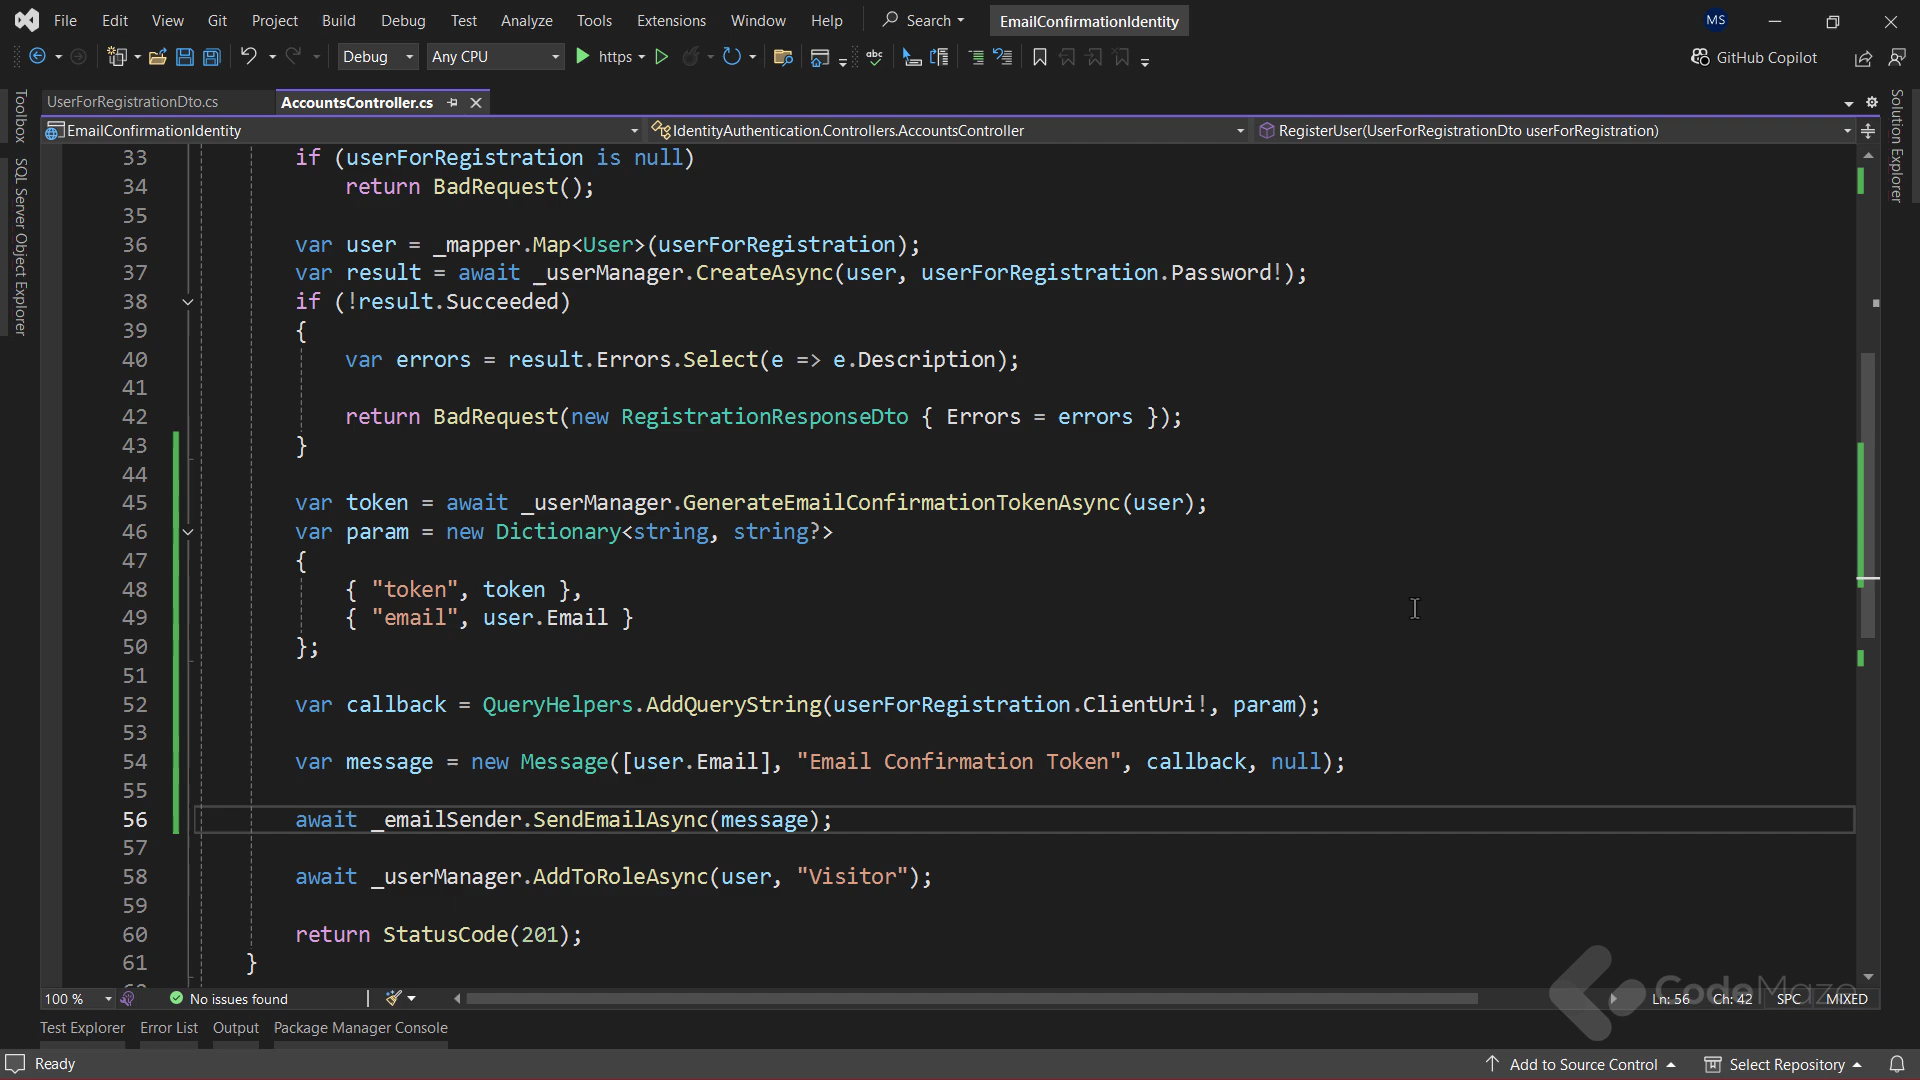 File Edit View Git Project Build Debug Test Analyze Tools Extensions Window Help Search EmailConfirmationIdentity MS
Debug Any CPU https GitHub Copilot
UserForRegistrationDto.cs AccountsController.cs
EmailConfirmationIdentity IdentityAuthentication.Controllers.AccountsController RegisterUser(UserForRegistrationDto userForRegistration)
Toolbox
SQL Server Object Explorer
Solution Explorer
33 if (userForRegistration is null)
34 return BadRequest();
35
36 var user = _mapper.Map<User>(userForRegistration);
37 var result = await _userManager.CreateAsync(user, userForRegistration.Password!);
38 if (!result.Succeeded)
39 {
40 var errors = result.Errors.Select(e => e.Description);
41
42 return BadRequest(new RegistrationResponseDto { Errors = errors });
43 }
44
45 var token = await _userManager.GenerateEmailConfirmationTokenAsync(user);
46 var param = new Dictionary<string, string?>
47 {
48 { "token", token },
49 { "email", user.Email }
50 };
51
52 var callback = QueryHelpers.AddQueryString(userForRegistration.ClientUri!, param);
53
54 var message = new Message([user.Email], "Email Confirmation Token", callback, null);
55
56 await _emailSender.SendEmailAsync(message);
57
58 await _userManager.AddToRoleAsync(user, "Visitor");
59
60 return StatusCode(201);
61 }
100 % No issues found Ln: 56 Ch: 42 SPC MIXED
CodeMaze
Test Explorer Error List Output Package Manager Console
Ready Add to Source Control Select Repository